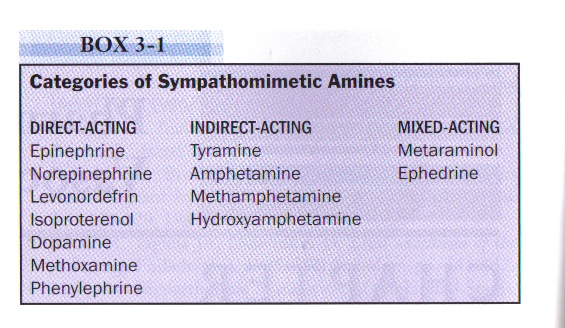 BOX 3-1
Categories of Sympathomimetic Amines
DIRECT-ACTING INDIRECT-ACTING MIXED-ACTING
Epinephrine Tyramine Metaraminol
Norepinephrine Amphetamine Ephedrine
Levonordefrin Methamphetamine
Isoproterenol Hydroxyamphetamine
Dopamine
Methoxamine
Phenylephrine